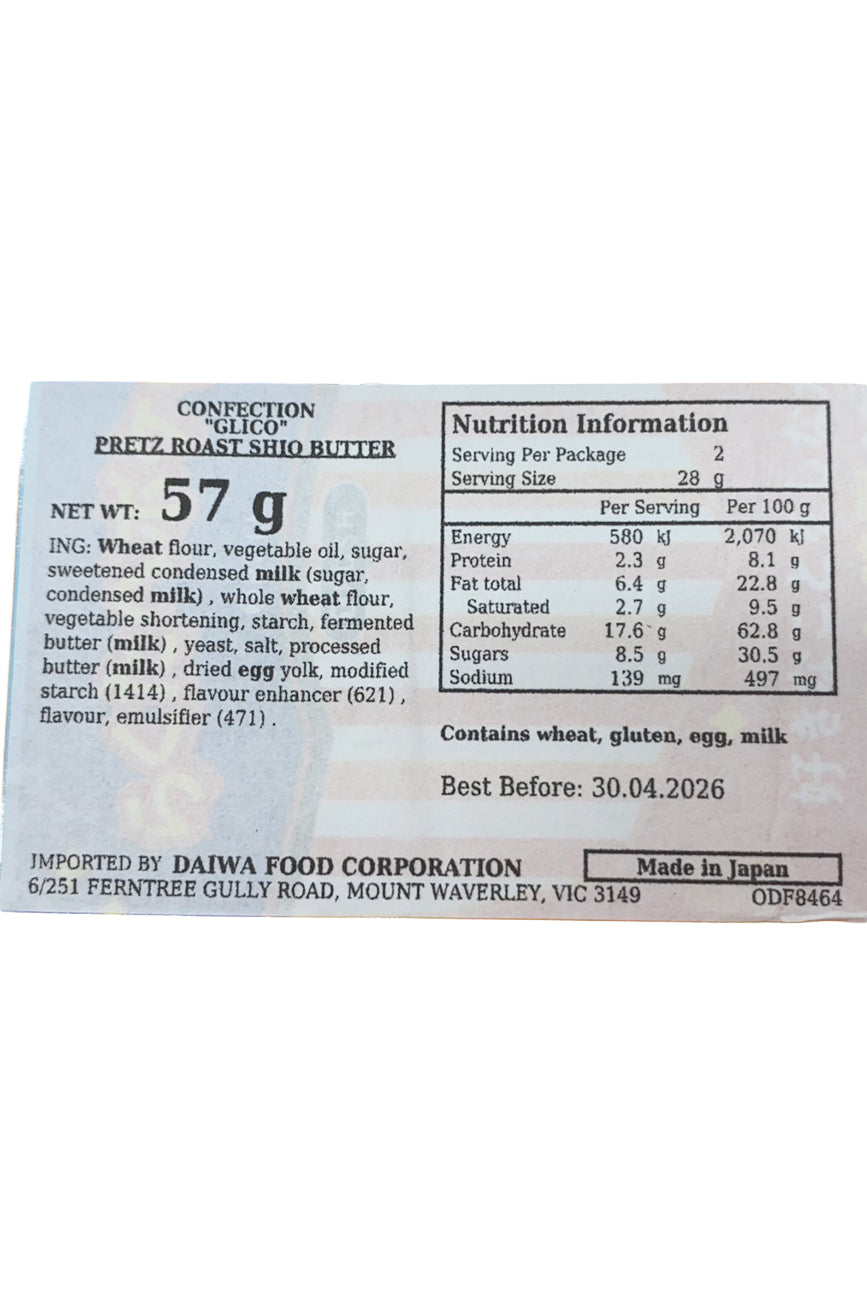 CONFECTION
"GLICO"
PRETZ ROAST SHIO BUTTER
NET WT: 57 g
ING: Wheat flour, vegetable oil, sugar,
sweetened condensed milk (sugar,
condensed milk) , whole wheat flour,
vegetable shortening, starch, fermented
butter (milk) , yeast, salt, processed
butter (milk) , dried egg yolk, modified
starch (1414) , flavour enhancer (621) ,
flavour, emulsifier (471) .
Nutrition Information
Serving Per Package 2
Serving Size 28 g
Per Serving Per 100 g
Energy 580 kJ 2,070 kJ
Protein 2.3 g 8.1 g
Fat total 6.4 g 22.8 g
Saturated 2.7 g 9.5 g
Carbohydrate 17.6 g 62.8 g
Sugars 8.5 g 30.5 g
Sodium 139 mg 497 mg
Contains wheat, gluten, egg, milk
Best Before: 30.04.2026
IMPORTED BY DAIWA FOOD CORPORATION
6/251 FERNTREE GULLY ROAD, MOUNT WAVERLEY, VIC 3149
Made in Japan
ODF8464